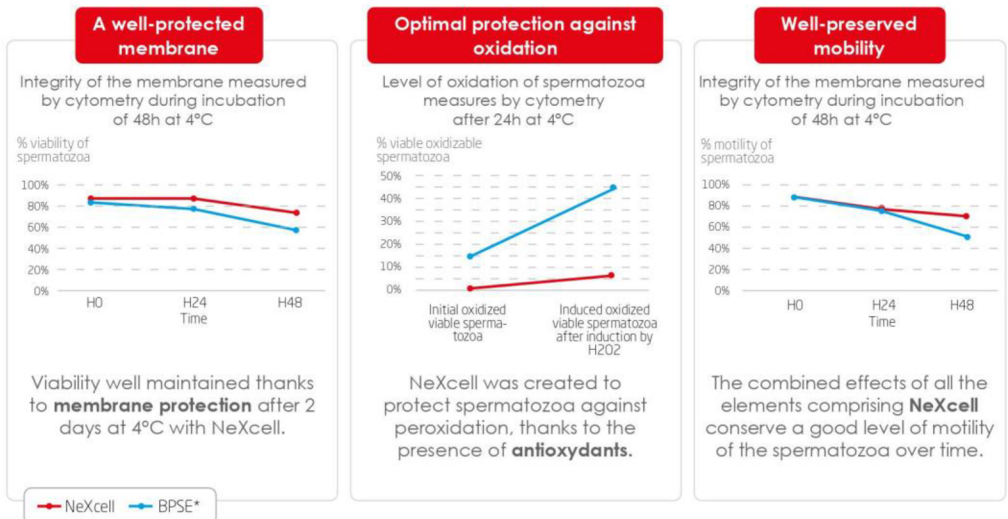 A well-protected
membrane
Integrity of the membrane measured
by cytometry during incubation
of 48h at 4°C
% viability of
spermatozoa
100%
80%
60%
40%
20%
0%
H0 H24 H48
Time
Viability well maintained thanks
to membrane protection after 2
days at 4°C with NeXcell.
Optimal protection against
oxidation
Level of oxidation of spermatozoa
measures by cytometry
after 24h at 4°C
% viable oxidizable
spermatozoa
50%
40%
30%
20%
10%
0%
Initial oxidized
viable sperma-
tozoa
Induced oxidized
viable spermatozoa
after induction by
H2O2
NeXcell was created to
protect spermatozoa against
peroxidation, thanks to the
presence of antioxydants.
Well-preserved
mobility
Integrity of the membrane measured
by cytometry during incubation
of 48h at 4°C
% motility of
spermatozoa
100%
80%
60%
40%
20%
0%
H0 H24 H48
Time
The combined effects of all the
elements comprising NeXcell
conserve a good level of motility
of the spermatozoa over time.
NeXcell BPSE*